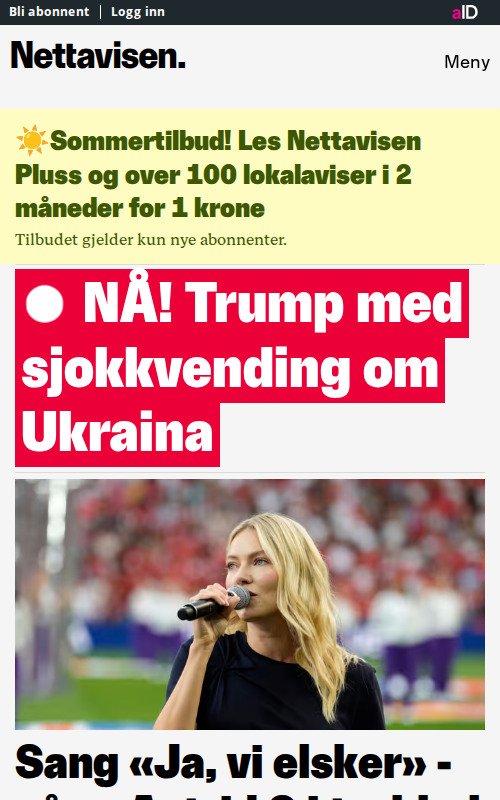 Bli abonnent Logg inn aID
Nettavisen.
Meny
☀️Sommertilbud! Les Nettavisen
Pluss og over 100 lokalaviser i 2
måneder for 1 krone
Tilbudet gjelder kun nye abonnenter.
NÅ! Trump med
sjokkvending om
Ukraina
Sang «Ja, vi elsker» -